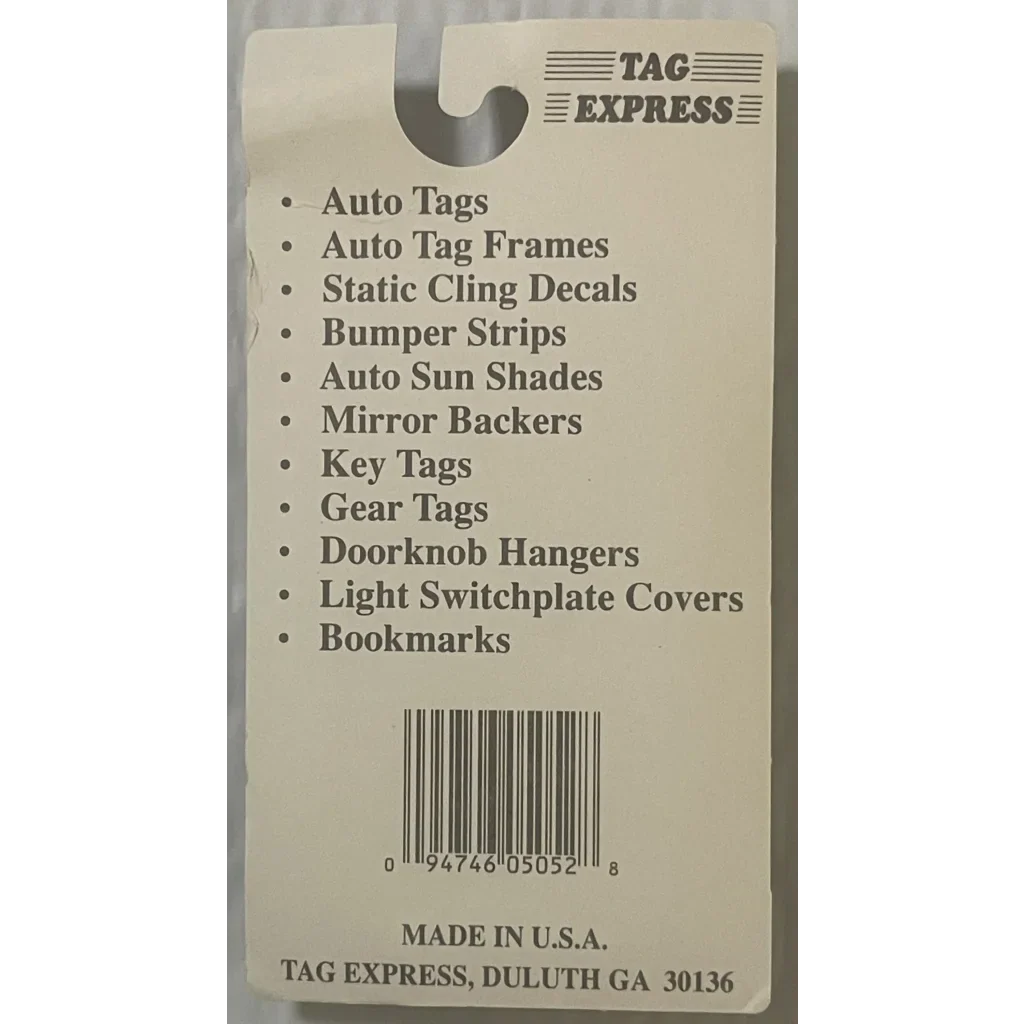 TAG
EXPRESS
• Auto Tags
• Auto Tag Frames
• Static Cling Decals
• Bumper Strips
• Auto Sun Shades
• Mirror Backers
• Key Tags
• Gear Tags
• Doorknob Hangers
• Light Switchplate Covers
• Bookmarks
0 94746 05052 8
MADE IN U.S.A.
TAG EXPRESS, DULUTH GA 30136